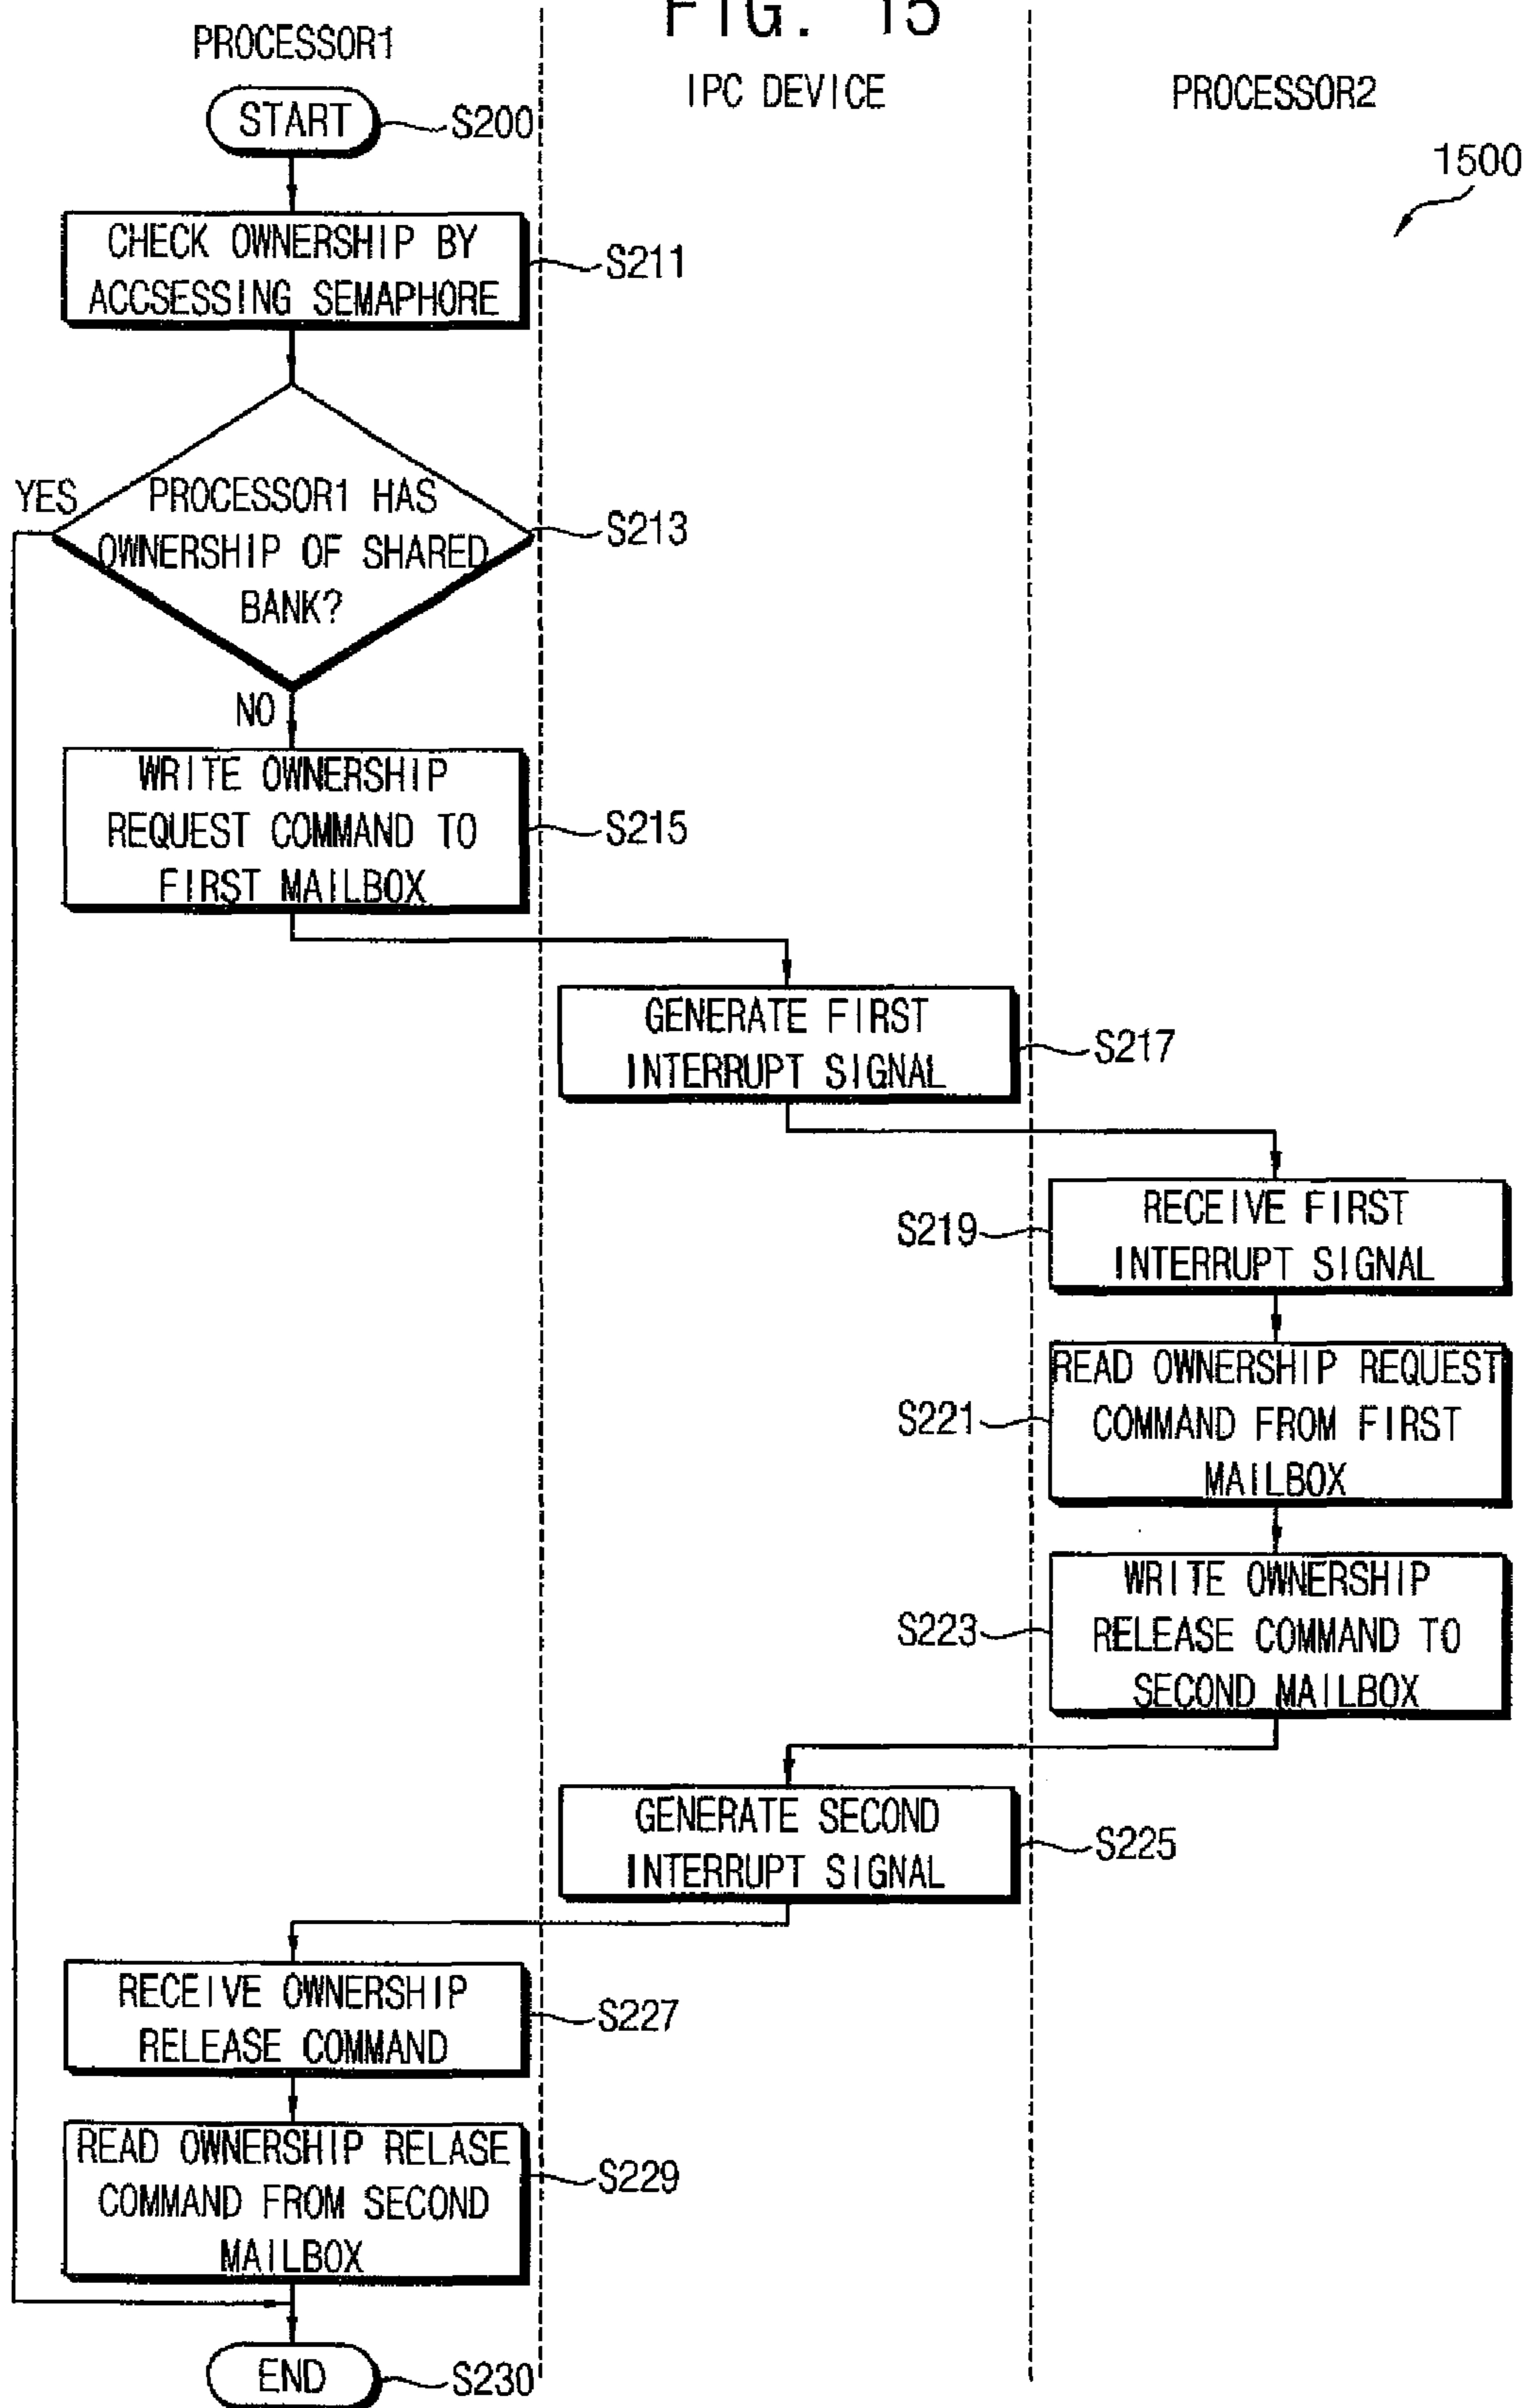 FIG. 15
PROCESSOR1
IPC DEVICE
PROCESSOR2
1500
START
S200
CHECK OWNERSHIP BY
ACCSESSING SEMAPHORE
S211
YES
PROCESSOR1 HAS
OWNERSHIP OF SHARED
BANK?
S213
NO
WRITE OWNERSHIP
REQUEST COMMAND TO
FIRST MAILBOX
S215
GENERATE FIRST
INTERRUPT SIGNAL
S217
RECEIVE FIRST
INTERRUPT SIGNAL
S219
READ OWNERSHIP REQUEST
COMMAND FROM FIRST
MAILBOX
S221
WRITE OWNERSHIP
RELEASE COMMAND TO
SECOND MAILBOX
S223
GENERATE SECOND
INTERRUPT SIGNAL
S225
RECEIVE OWNERSHIP
RELEASE COMMAND
S227
READ OWNERSHIP RELASE
COMMAND FROM SECOND
MAILBOX
S229
END
S230